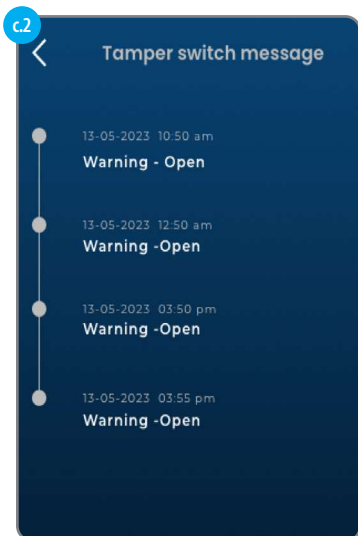 c.2
Tamper switch message
13-05-2023 10:50 am
Warning - Open
13-05-2023 12:50 am
Warning -Open
13-05-2023 03:50 pm
Warning -Open
13-05-2023 03:55 pm
Warning -Open